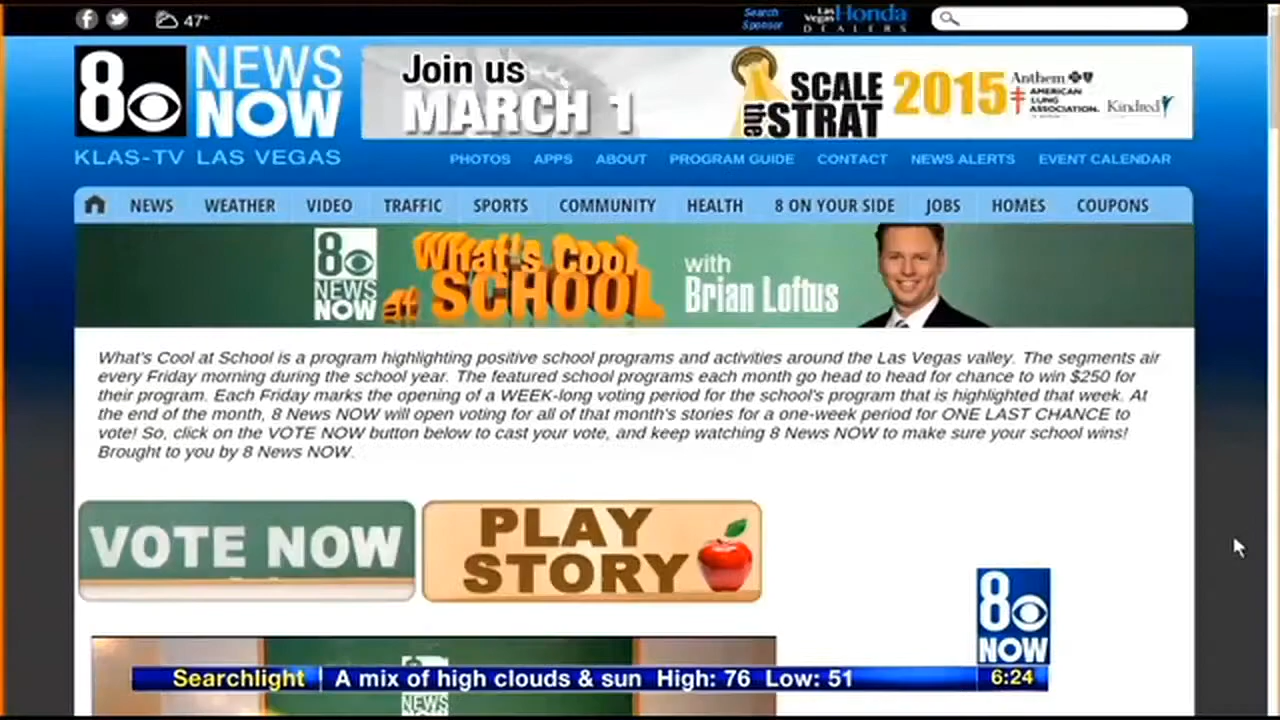 47°
Search
Sponsor
Las
Vegas Honda
DEALERS
8 NEWS
NOW
KLAS-TV LAS VEGAS
Join us
MARCH 1
SCALE
the STRAT
2015
Anthem
AMERICAN
LUNG
ASSOCIATION.
Kindred
PHOTOS APPS ABOUT PROGRAM GUIDE CONTACT NEWS ALERTS EVENT CALENDAR
NEWS WEATHER VIDEO TRAFFIC SPORTS COMMUNITY HEALTH 8 ON YOUR SIDE JOBS HOMES COUPONS
8
NEWS
NOW
What's Cool
at SCHOOL
with
Brian Loftus
What's Cool at School is a program highlighting positive school programs and activities around the Las Vegas valley. The segments air
every Friday morning during the school year. The featured school programs each month go head to head for chance to win $250 for
their program. Each Friday marks the opening of a WEEK-long voting period for the school's program that is highlighted that week. At
the end of the month, 8 News NOW will open voting for all of that month's stories for a one-week period for ONE LAST CHANCE to
vote! So, click on the VOTE NOW button below to cast your vote, and keep watching 8 News NOW to make sure your school wins!
Brought to you by 8 News NOW.
VOTE NOW
PLAY
STORY
8
NOW
NEWS
Searchlight A mix of high clouds & sun High: 76 Low: 51
6:24